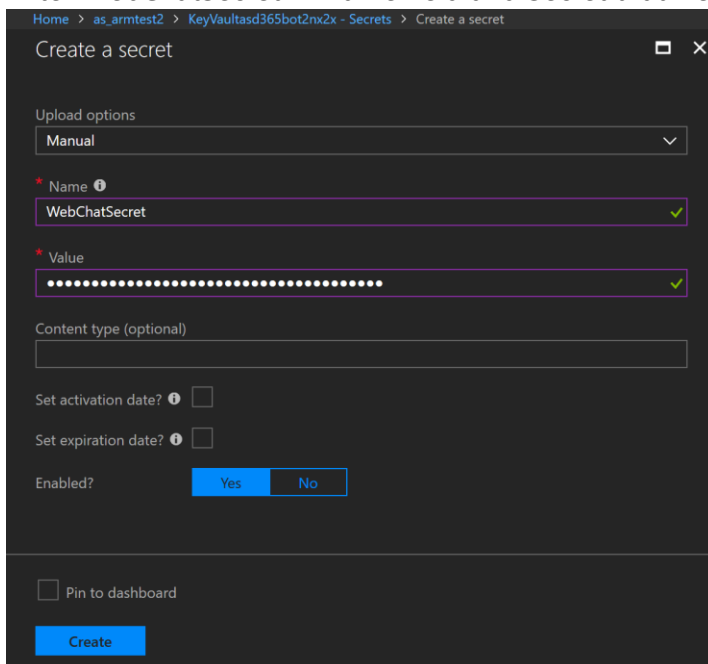 Home > as_armtest2 > KeyVaultasd365bot2nx2x - Secrets > Create a secret
Create a secret
Upload options
Manual
* Name
WebChatSecret
* Value
••••••••••••••••••••••••••••••••••••••
Content type (optional)
Set activation date?
Set expiration date?
Enabled? Yes No
Pin to dashboard
Create